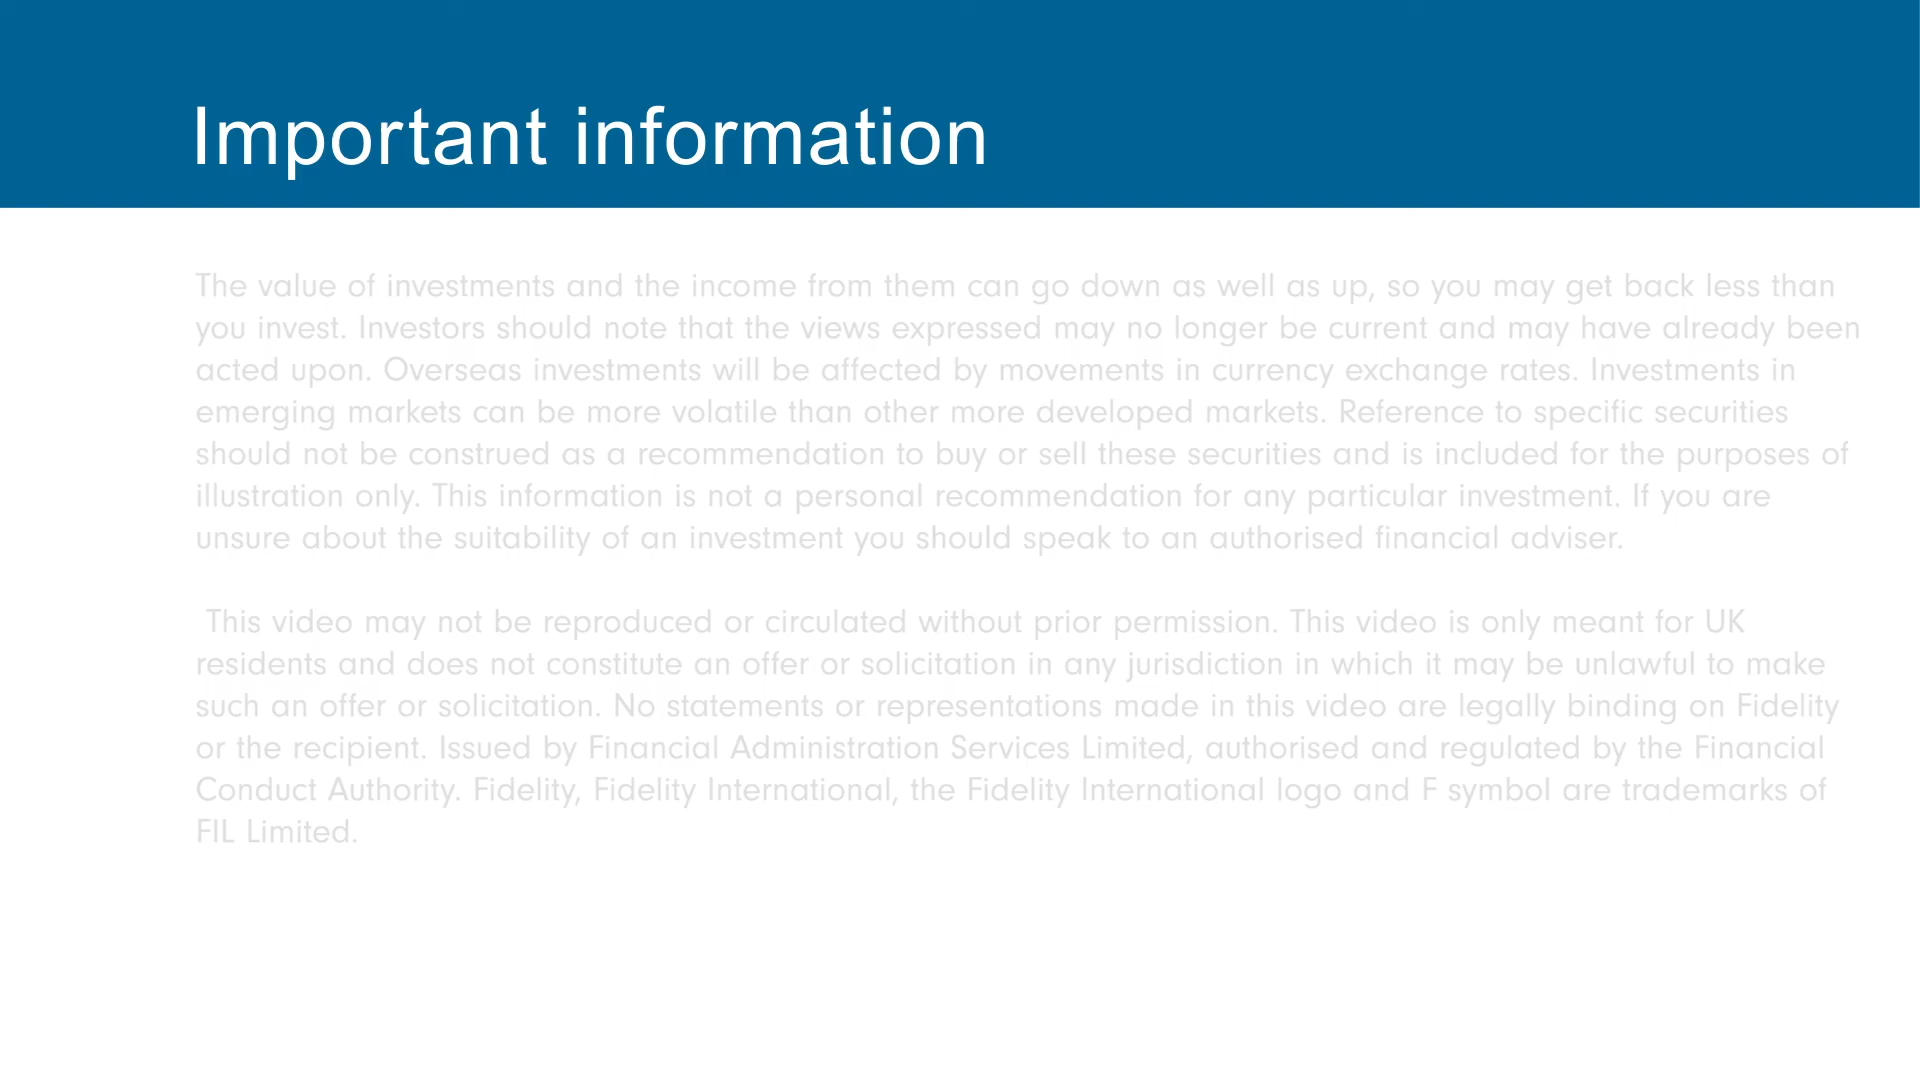 Important information
The value of investments and the income from them can go down as well as up, so you may get back less than
you invest. Investors should note that the views expressed may no longer be current and may have already been
acted upon. Overseas investments will be affected by movements in currency exchange rates. Investments in
emerging markets can be more volatile than other more developed markets. Reference to specific securities
should not be construed as a recommendation to buy or sell these securities and is included for the purposes of
illustration only. This information is not a personal recommendation for any particular investment. If you are
unsure about the suitability of an investment you should speak to an authorised financial adviser.
This video may not be reproduced or circulated without prior permission. This video is only meant for UK
residents and does not constitute an offer or solicitation in any jurisdiction in which it may be unlawful to make
such an offer or solicitation. No statements or representations made in this video are legally binding on Fidelity
or the recipient. Issued by Financial Administration Services Limited, authorised and regulated by the Financial
Conduct Authority. Fidelity, Fidelity International, the Fidelity International logo and F symbol are trademarks of
FIL Limited.